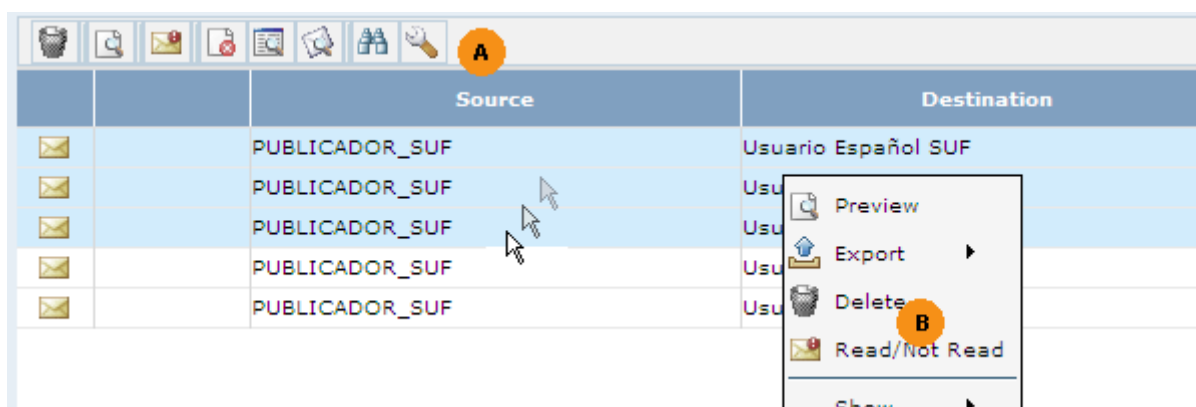 A
Source Destination
PUBLICADOR_SUF Usuario Español SUF
PUBLICADOR_SUF Usu
PUBLICADOR_SUF Usu
PUBLICADOR_SUF Usu
PUBLICADOR_SUF Usu
Preview
Export
Delete
B
Read/Not Read
Show